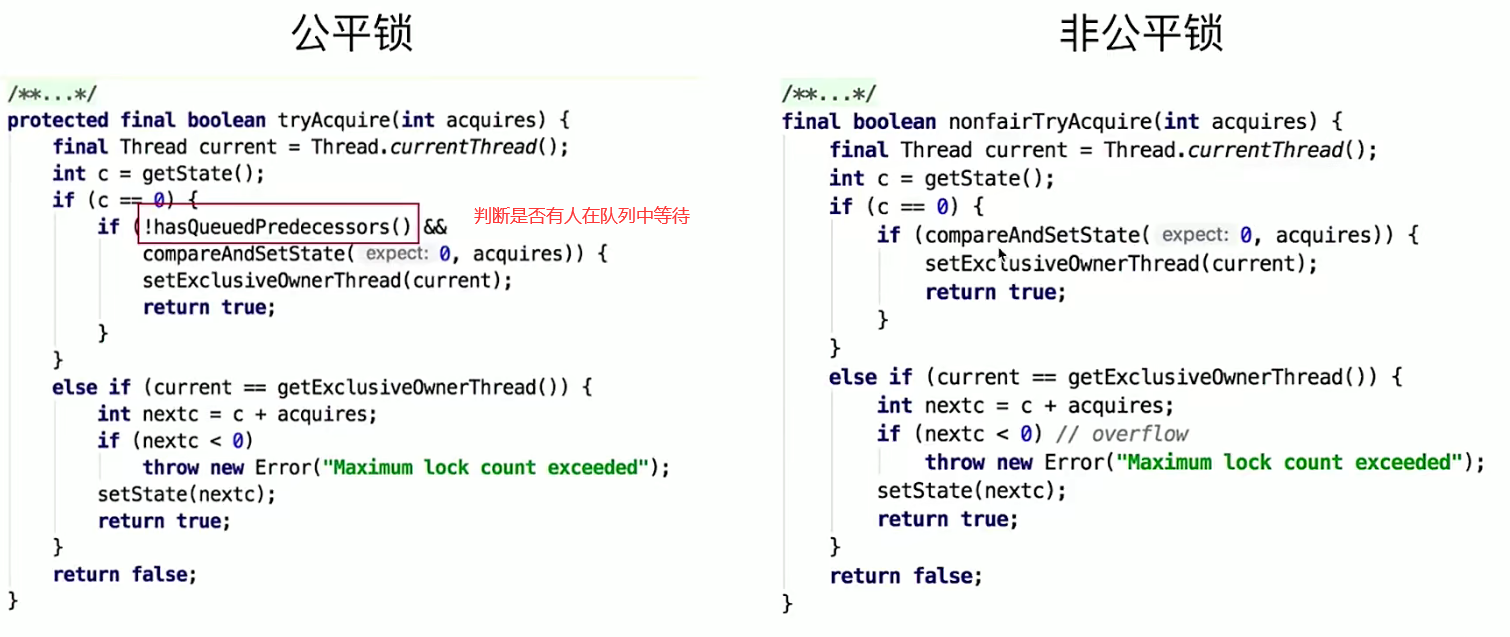 公平锁
/**...*/
protected final boolean tryAcquire(int acquires) {
final Thread current = Thread.currentThread();
int c = getState();
if (c == 0) {
if (!hasQueuedPredecessors() && 判断是否有人在队列中等待
compareAndSetState( expect: 0, acquires)) {
setExclusiveOwnerThread(current);
return true;
}
}
else if (current == getExclusiveOwnerThread()) {
int nextc = c + acquires;
if (nextc < 0)
throw new Error("Maximum lock count exceeded");
setState(nextc);
return true;
}
return false;
}
非公平锁
/**...*/
final boolean nonfairTryAcquire(int acquires) {
final Thread current = Thread.currentThread();
int c = getState();
if (c == 0) {
if (compareAndSetState( expect: 0, acquires)) {
setExclusiveOwnerThread(current);
return true;
}
}
else if (current == getExclusiveOwnerThread()) {
int nextc = c + acquires;
if (nextc < 0) // overflow
throw new Error("Maximum lock count exceeded");
setState(nextc);
return true;
}
return false;
}